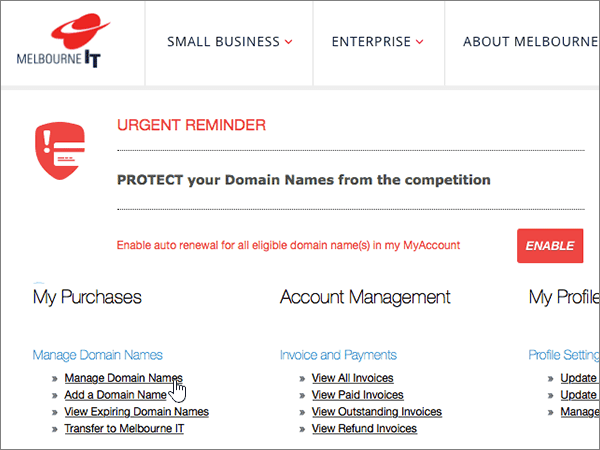 MELBOURNE IT
SMALL BUSINESS
ENTERPRISE
ABOUT MELBOURNE
URGENT REMINDER
PROTECT your Domain Names from the competition
Enable auto renewal for all eligible domain name(s) in my MyAccount
ENABLE
My Purchases
Manage Domain Names
» Manage Domain Names
» Add a Domain Name
» View Expiring Domain Names
» Transfer to Melbourne IT
Account Management
Invoice and Payments
» View All Invoices
» View Paid Invoices
» View Outstanding Invoices
» View Refund Invoices
My Profile
Profile Setting
» Update
» Update
» Manage